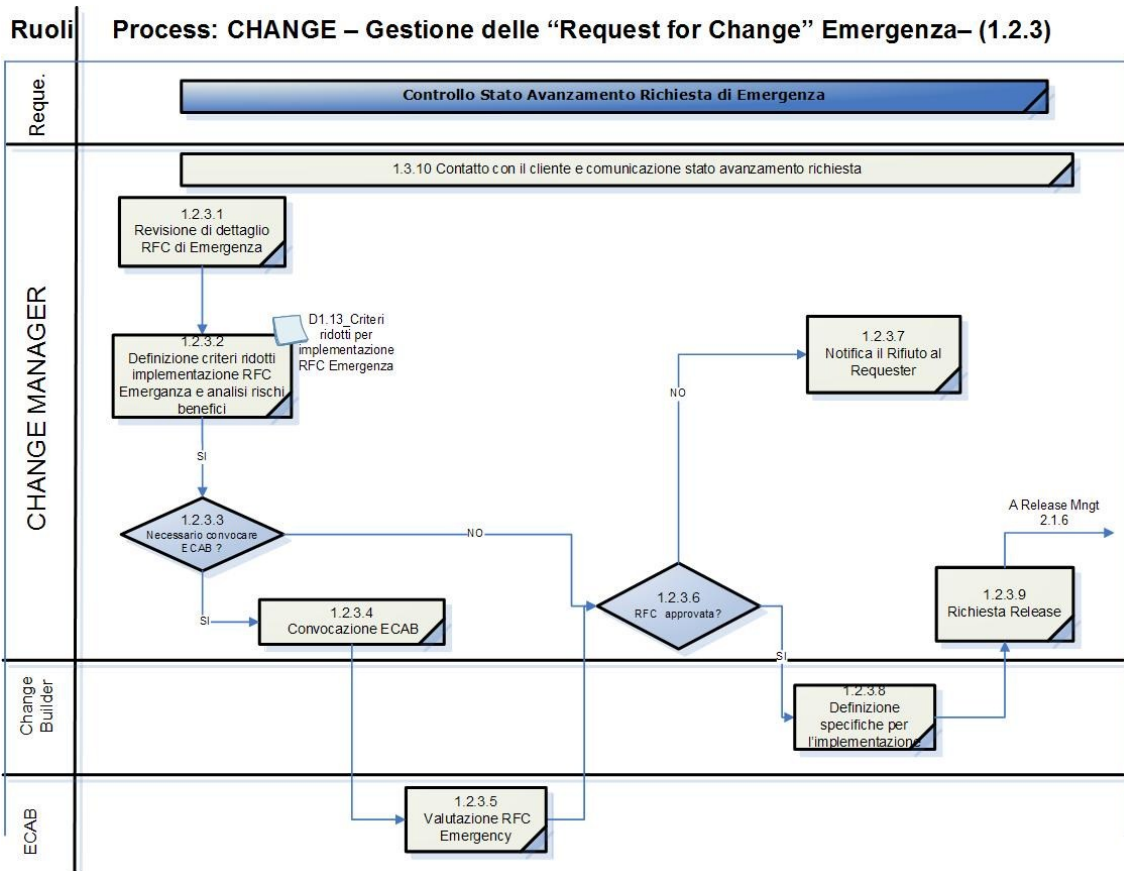 Ruoli
Process: CHANGE – Gestione delle “Request for Change” Emergenza– (1.2.3)
Reque.
Controllo Stato Avanzamento Richiesta di Emergenza
CHANGE MANAGER
1.3.10 Contatto con il cliente e comunicazione stato avanzamento richiesta
1.2.3.1
Revisione di dettaglio
RFC di Emergenza
D1.13_Criteri
ridotti per
implementazione
RFC Emergenza
1.2.3.2
Definizione criteri ridotti
implementazione RFC
Emerganza e analisi rischi
benefici
1.2.3.7
Notifica il Rifiuto al
Requester
NO
SI
1.2.3.3
Necessario convocare
ECAB ?
NO
A Release Mngt
2.1.6
SI
1.2.3.4
Convocazione ECAB
1.2.3.6
RFC approvata?
1.2.3.9
Richiesta Release
SI
Change
Builder
1.2.3.8
Definizione
specifiche per
l'implementazione
ECAB
1.2.3.5
Valutazione RFC
Emergency